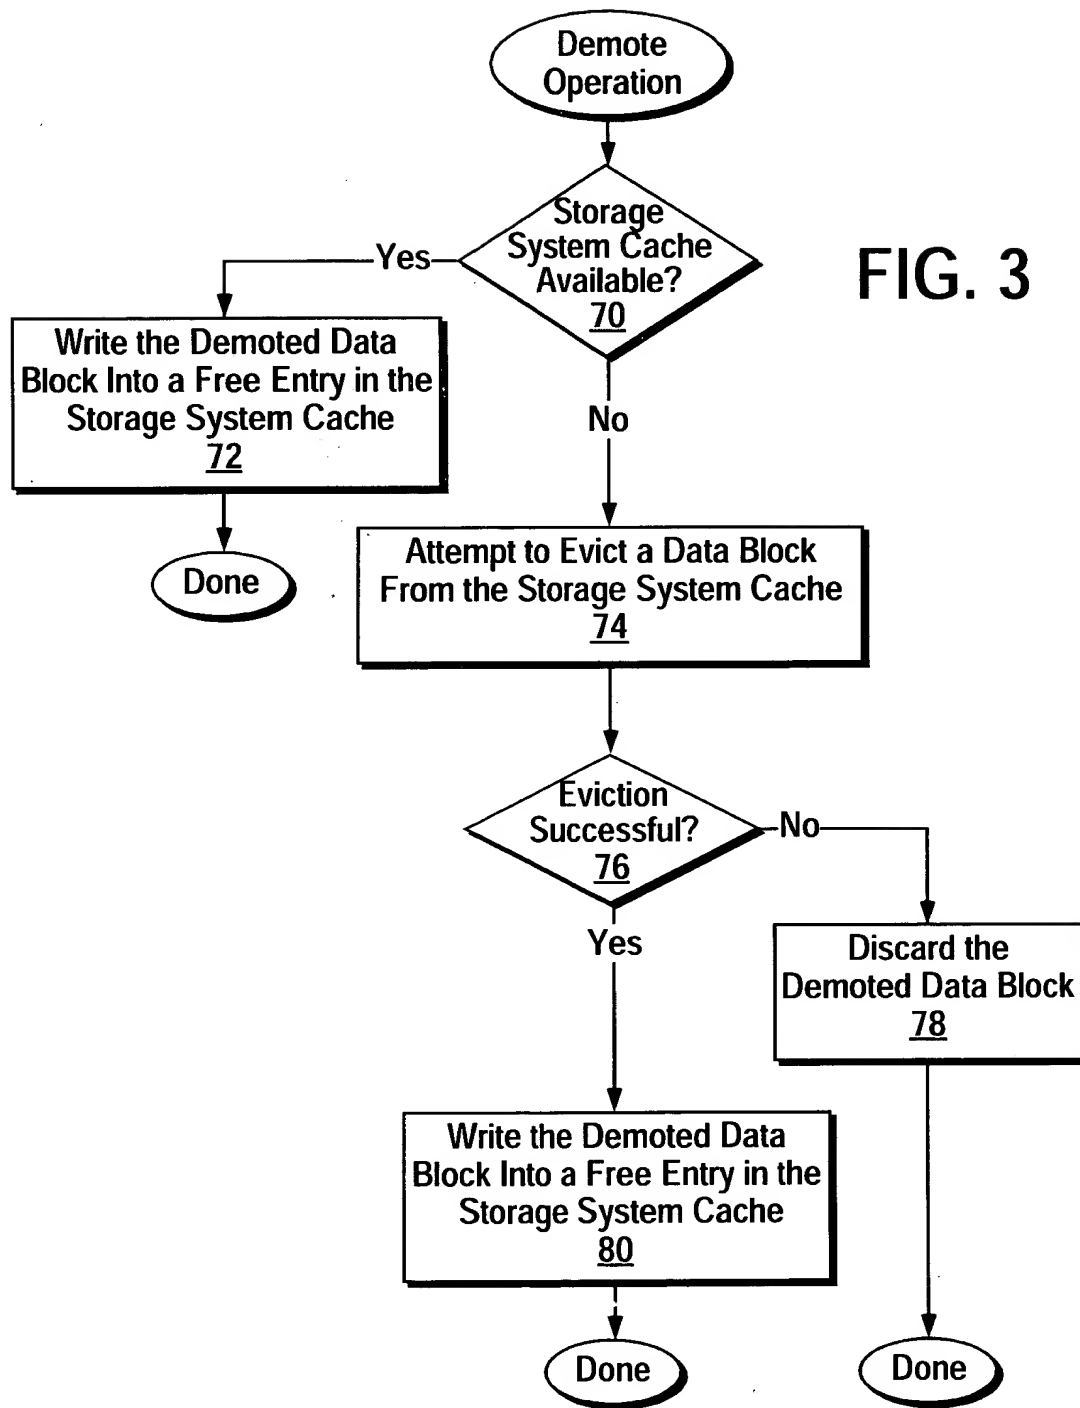 Demote
Operation
Storage
System Cache
Available?
70
Yes
FIG. 3
Write the Demoted Data
Block Into a Free Entry in the
Storage System Cache
72
No
Done
Attempt to Evict a Data Block
From the Storage System Cache
74
Eviction
Successful?
76
No
Yes
Discard the
Demoted Data Block
78
Write the Demoted Data
Block Into a Free Entry in the
Storage System Cache
80
Done
Done